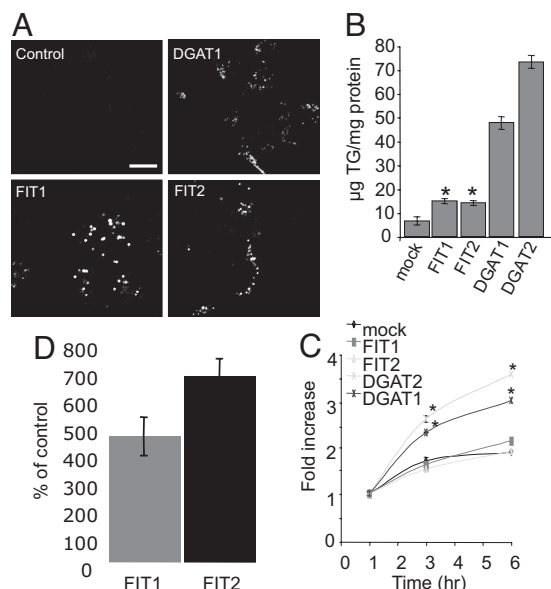 A
Control
DGAT1
FIT1
FIT2
B
µg TG/mg protein
80
70
60
50
40
30
20
10
0
* *
mock
FIT1
FIT2
DGAT1
DGAT2
D
% of control
800
700
600
500
400
300
200
100
0
FIT1
FIT2
C
mock
FIT1
FIT2
DGAT2
DGAT1
Fold increase
4
3
2
1
0
*
*
*
*
0 1 2 3 4 5 6
Time (hr)